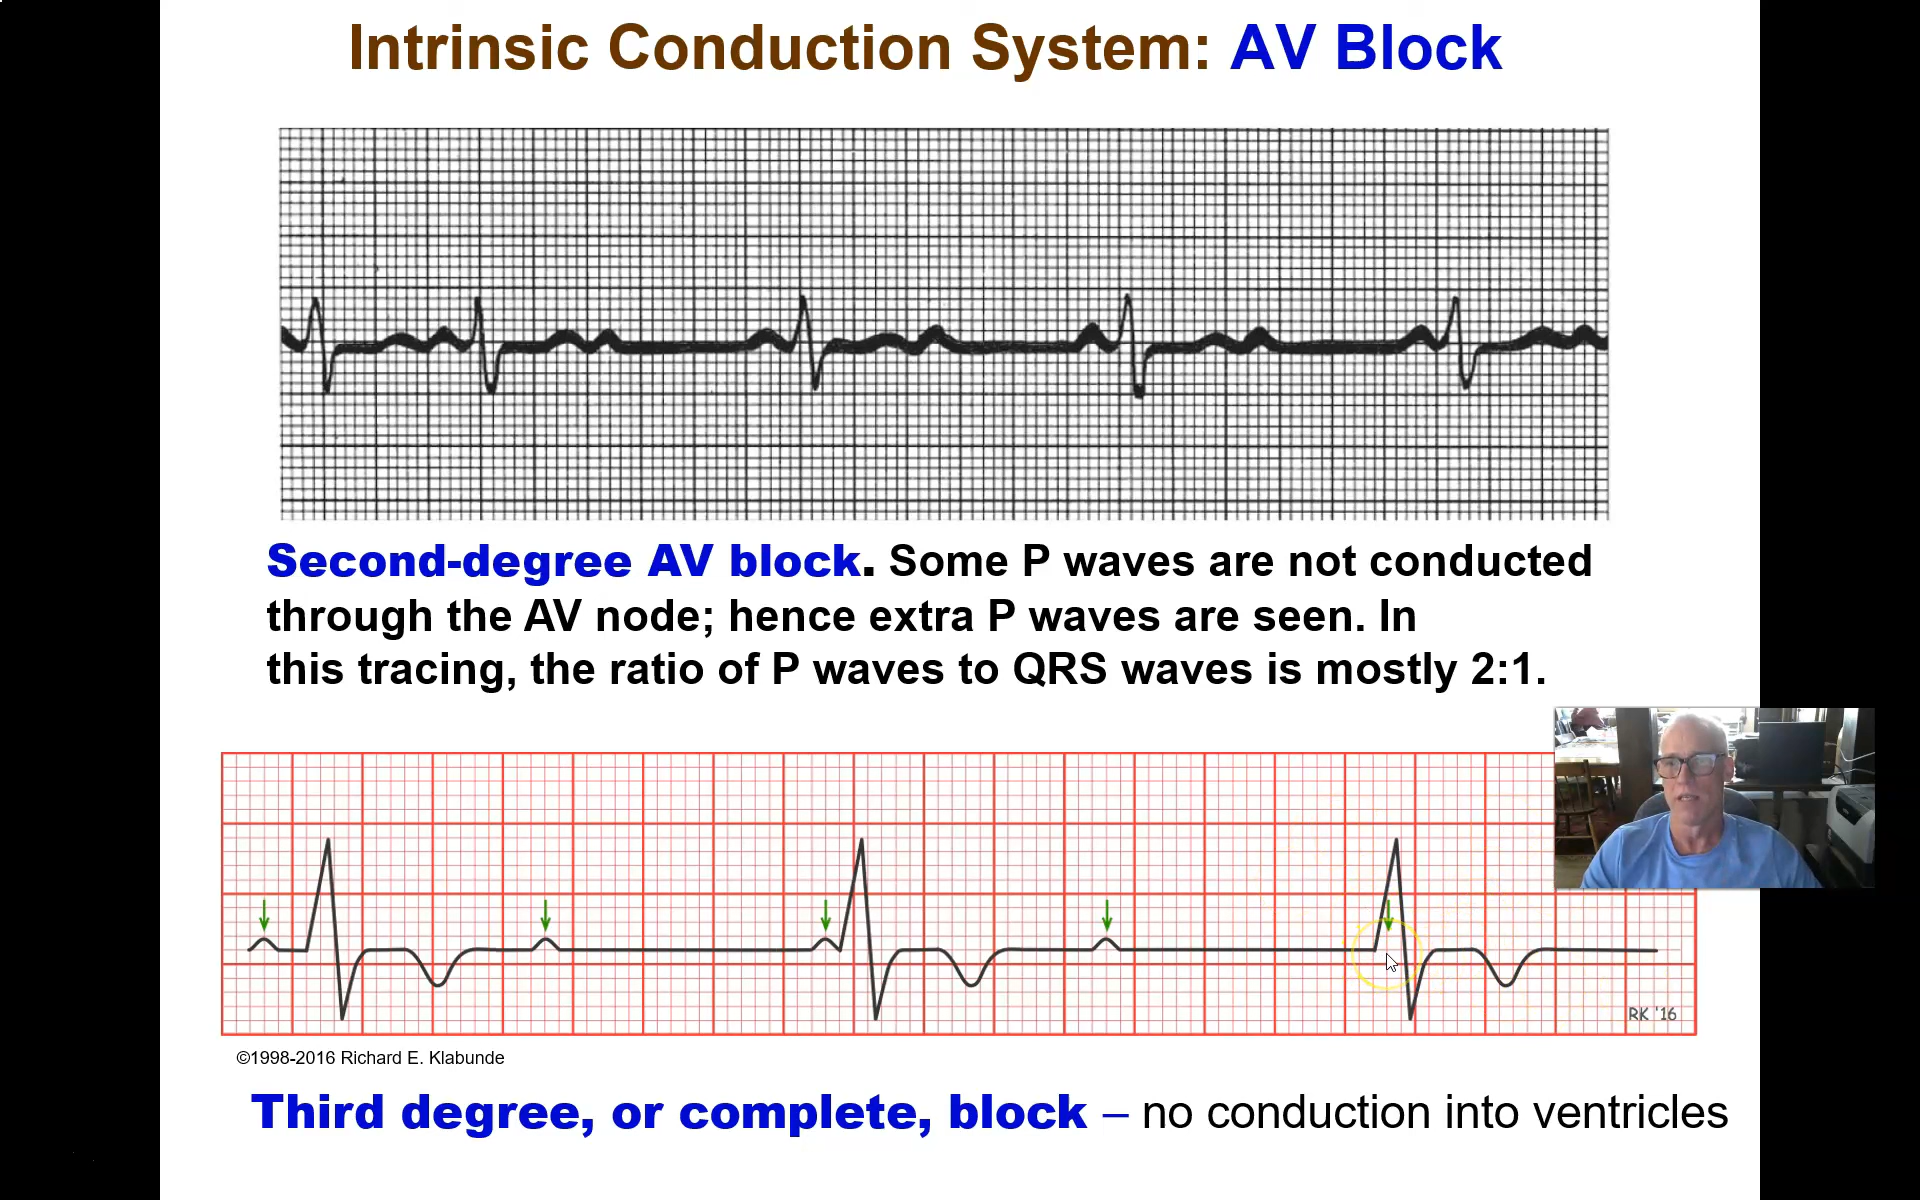 Intrinsic Conduction System: AV Block
Second-degree AV block. Some P waves are not conducted
through the AV node; hence extra P waves are seen. In
this tracing, the ratio of P waves to QRS waves is mostly 2:1.
RK '16
©1998-2016 Richard E. Klabunde
Third degree, or complete, block – no conduction into ventricles